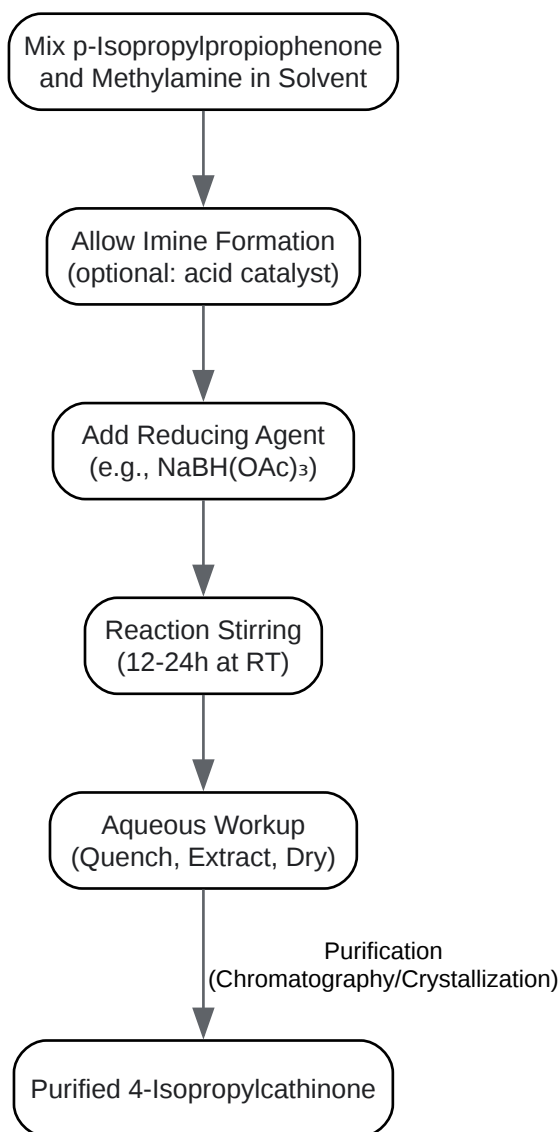 Mix p-Isopropylpropiophenone
and Methylamine in Solvent
Allow Imine Formation
(optional: acid catalyst)
Add Reducing Agent
(e.g., NaBH(OAc)₃)
Reaction Stirring
(12-24h at RT)
Aqueous Workup
(Quench, Extract, Dry)
Purification
(Chromatography/Crystallization)
Purified 4-Isopropylcathinone